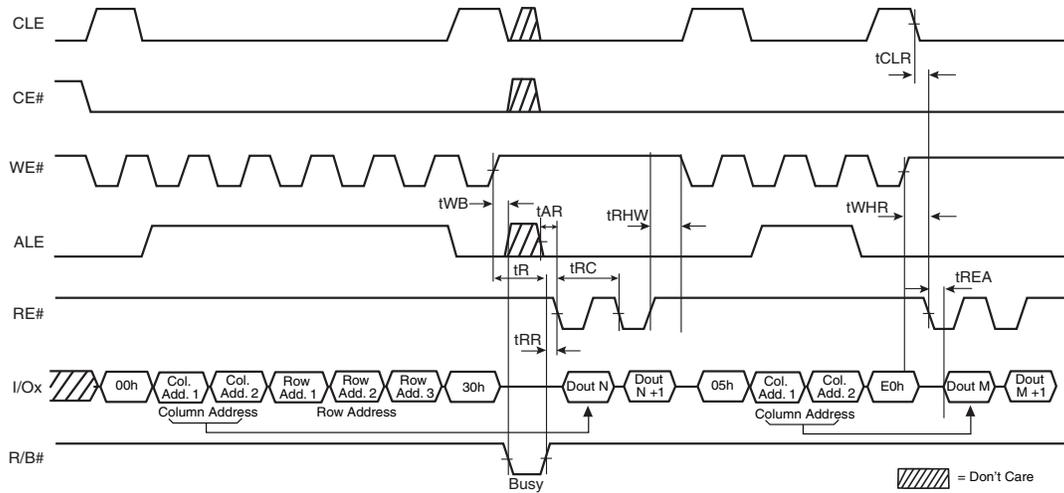 CLE
tCLR
CE#
WE#
tWB
tAR
tRHW
tWHR
ALE
tR
tRC
tREA
RE#
tRR
I/Ox
00h
Col. Add. 1
Col. Add. 2
Row Add. 1
Row Add. 2
Row Add. 3
30h
Dout N
Dout N +1
05h
Col. Add. 1
Col. Add. 2
E0h
Dout M
Dout M +1
Column Address
Row Address
Column Address
R/B#
Busy
= Don't Care